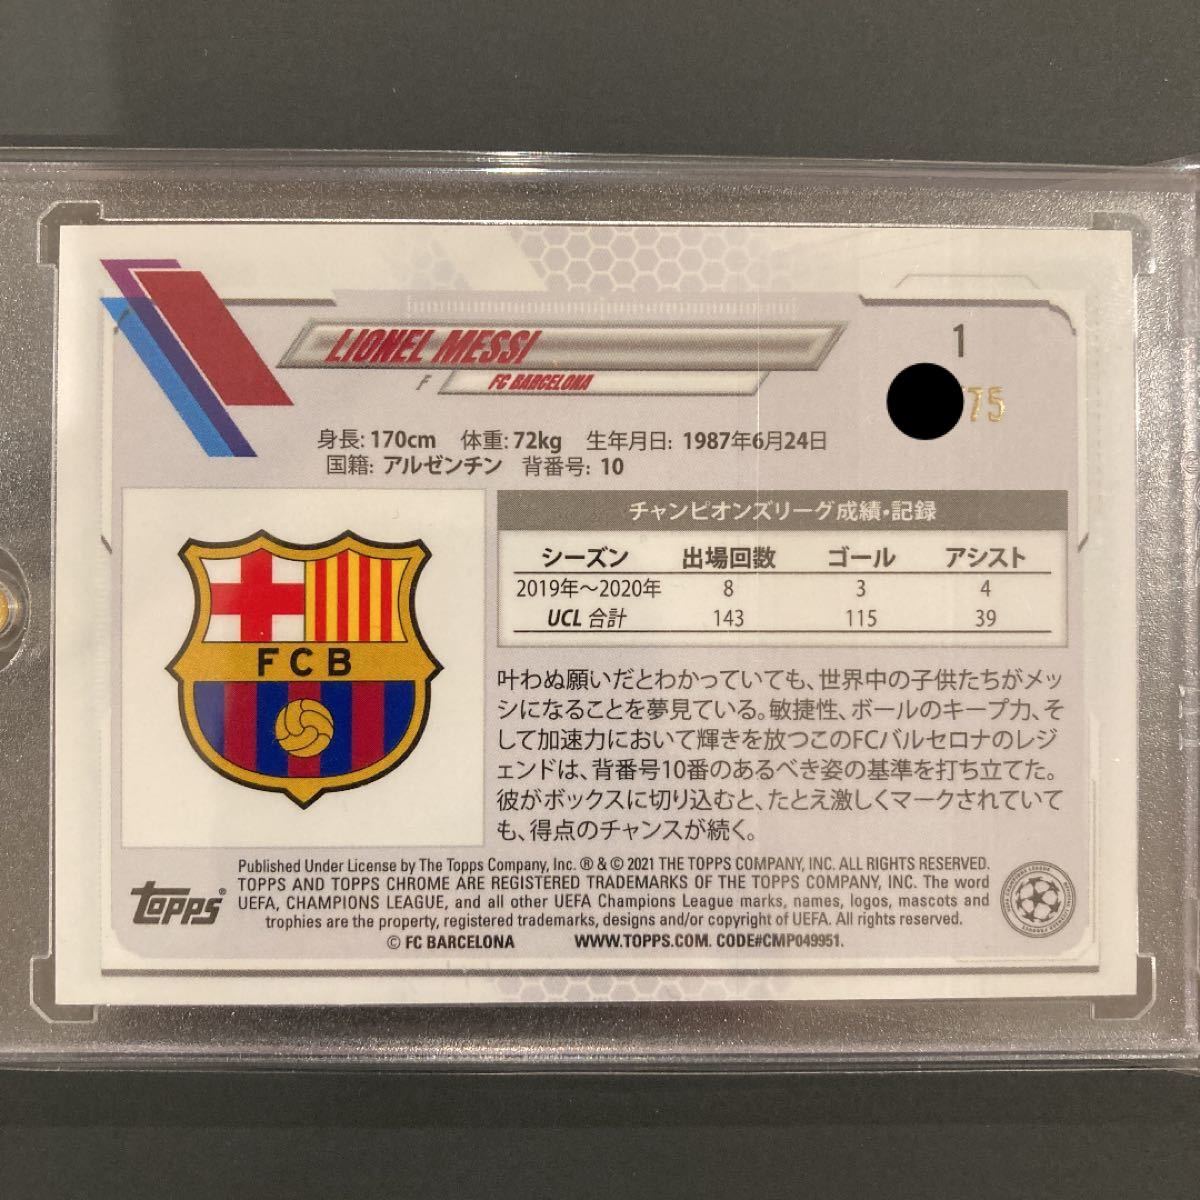 LIONEL MESSI
1
F FC BARCELONA
/75
身長: 170cm 体重: 72kg 生年月日: 1987年6月24日
国籍: アルゼンチン 背番号: 10
チャンピオンズリーグ成績・記録
シーズン 出場回数 ゴール アシスト
2019年〜2020年 8 3 4
UCL 合計 143 115 39
FCB
叶わぬ願いだとわかっていても、世界中の子供たちがメッ
シになることを夢見ている。敏捷性、ボールのキープ力、そ
して加速力において輝きを放つこのFCバルセロナのレジ
ェンドは、背番号10番のあるべき姿の基準を打ち立てた。
彼がボックスに切り込むと、たとえ激しくマークされていて
も、得点のチャンスが続く。
Published Under License by The Topps Company, Inc. ® & © 2021 THE TOPPS COMPANY, INC. ALL RIGHTS RESERVED.
TOPPS AND TOPPS CHROME ARE REGISTERED TRADEMARKS OF THE TOPPS COMPANY, INC. The word
UEFA, CHAMPIONS LEAGUE, and all other UEFA Champions League marks, names, logos, mascots and
trophies are the property, registered trademarks, designs and/or copyright of UEFA. All rights reserved.
© FC BARCELONA WWW.TOPPS.COM. CODE#CMP049951.
Topps®